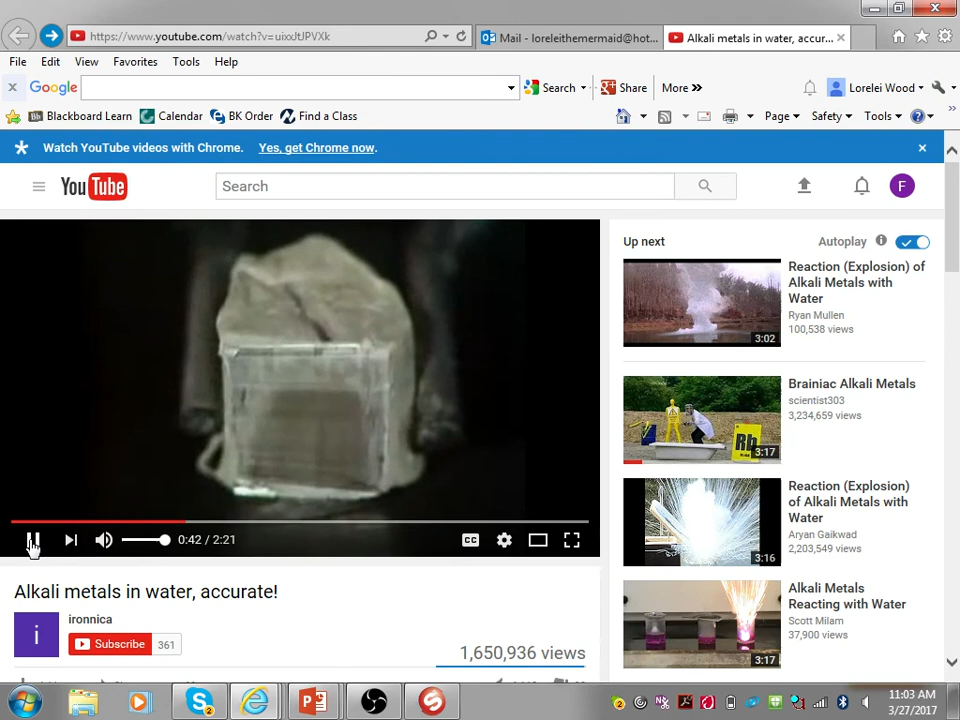 https://www.youtube.com/watch?v=uixxJtJPVXk
Mail - loreleithemermaid@hot...
Alkali metals in water, accur...
File Edit View Favorites Tools Help
Google Search Share More Lorelei Wood
Blackboard Learn Calendar BK Order Find a Class
Page Safety Tools
Watch YouTube videos with Chrome. Yes, get Chrome now.
YouTube Search F
Up next Autoplay
Reaction (Explosion) of
Alkali Metals with
Water
Ryan Mullen
100,538 views
3:02
Brainiac Alkali Metals
scientist303
3,234,659 views
Rb
3:17
Reaction (Explosion)
of Alkali Metals with
Water
Aryan Gaikwad
2,203,549 views
3:16
Alkali Metals
Reacting with Water
Scott Milam
37,900 views
3:17
0:42 / 2:21 CC
Alkali metals in water, accurate!
i
ironnica
Subscribe 361
1,650,936 views
11:03 AM
3/27/2017